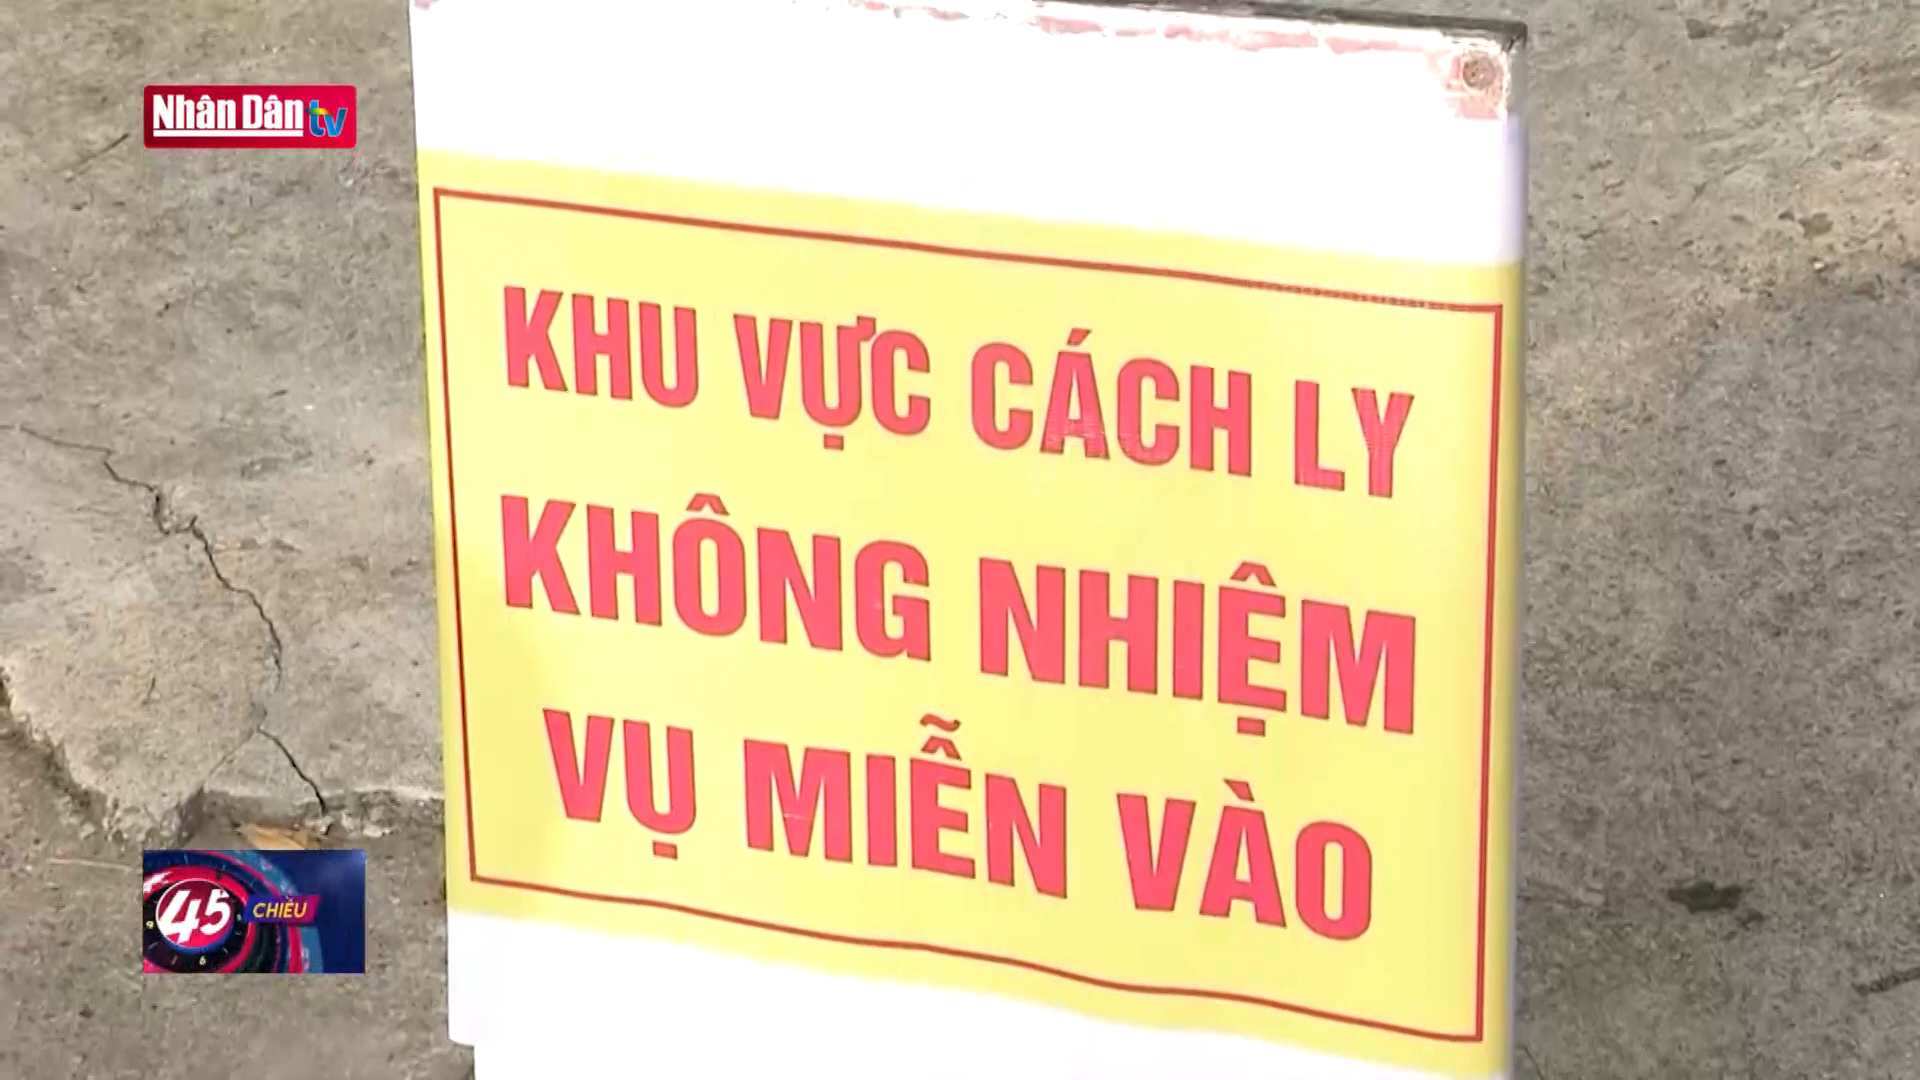 Nhân Dân tv
KHU VỰC CÁCH LY
KHÔNG NHIỆM
VỤ MIỄN VÀO
45 CHIỀU